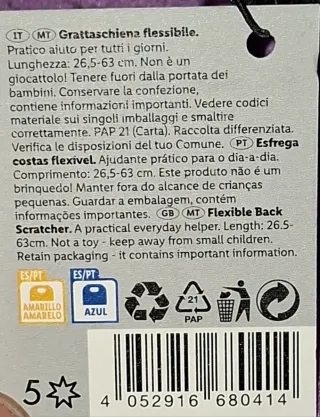 IT MT Grattaschiena flessibile.
Pratico aiuto per tutti i giorni.
Lunghezza: 26,5-63 cm. Non è un
giocattolo! Tenere fuori dalla portata dei
bambini. Conservare la confezione,
contiene informazioni importanti. Vedere codici
materiale sui singoli imballaggi e smaltire
correttamente. PAP 21 (Carta). Raccolta differenziata.
Verifica le disposizioni del tuo Comune. PT Esfrega
costas flexível. Ajudante prático para o dia-a-dia.
Comprimento: 26,5-63 cm. Este produto não é um
brinquedo! Manter fora do alcance de crianças
pequenas. Guardar a embalagem, contém
informações importantes. GB MT Flexible Back
Scratcher. A practical everyday helper. Length: 26.5-
63cm. Not a toy - keep away from small children.
Retain packaging - it contains important information.
ES/PT ES/PT
AMARILLO
AMARELO
AZUL
21
PAP
5
4 052916 680414